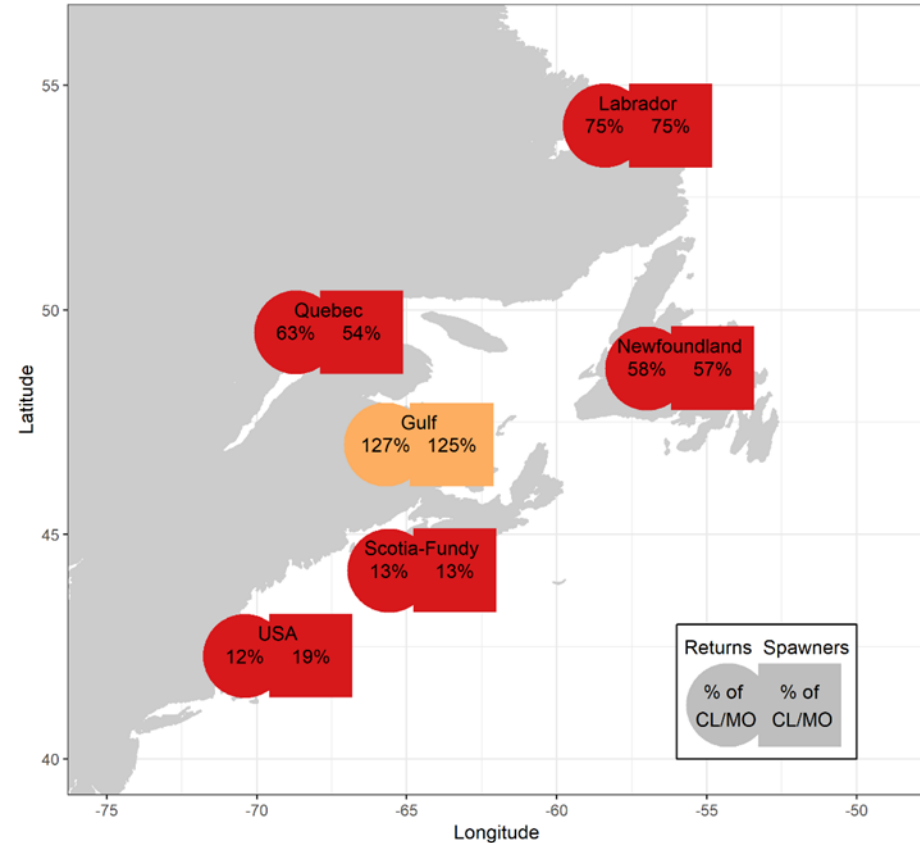 55
Labrador
75% 75%
50
Quebec
63% 54%
Newfoundland
58% 57%
Gulf
127% 125%
45
Scotia-Fundy
13% 13%
USA
12% 19%
Returns Spawners
% of % of
CL/MO CL/MO
40
-75 -70 -65 -60 -55 -50
Longitude
Latitude